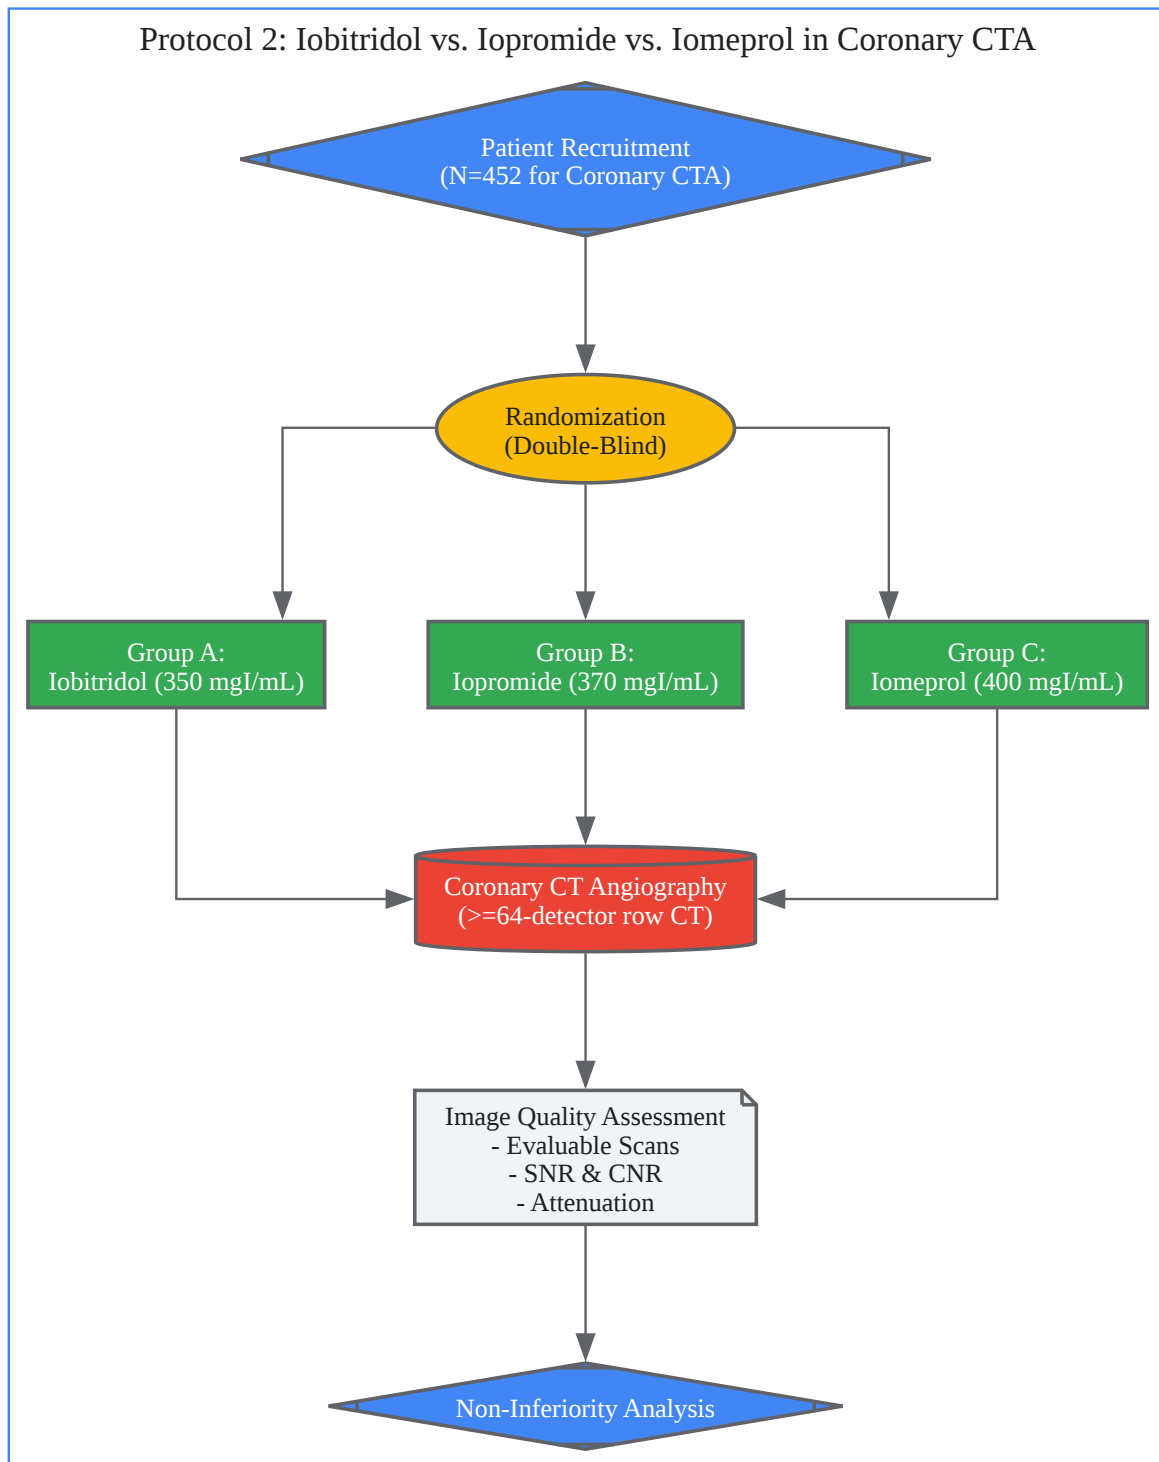 Protocol 2: Iobitridol vs. Iopromide vs. Iomeprol in Coronary CTA
Patient Recruitment
(N=452 for Coronary CTA)
Randomization
(Double-Blind)
Group A:
Iobitridol (350 mgI/mL)
Group B:
Iopromide (370 mgI/mL)
Group C:
Iomeprol (400 mgI/mL)
Coronary CT Angiography
(>=64-detector row CT)
Image Quality Assessment
- Evaluable Scans
- SNR & CNR
- Attenuation
Non-Inferiority Analysis